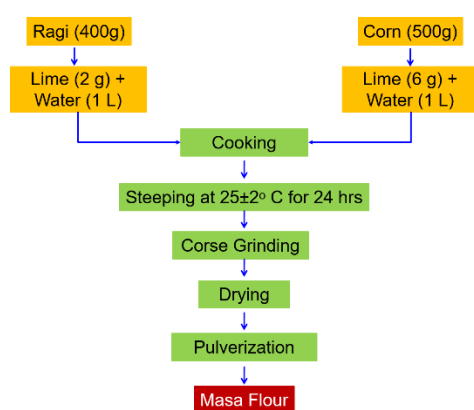 Ragi (400g)
Corn (500g)
Lime (2 g) +
Water (1 L)
Lime (6 g) +
Water (1 L)
Cooking
Steeping at 25±2º C for 24 hrs
Corse Grinding
Drying
Pulverization
Masa Flour